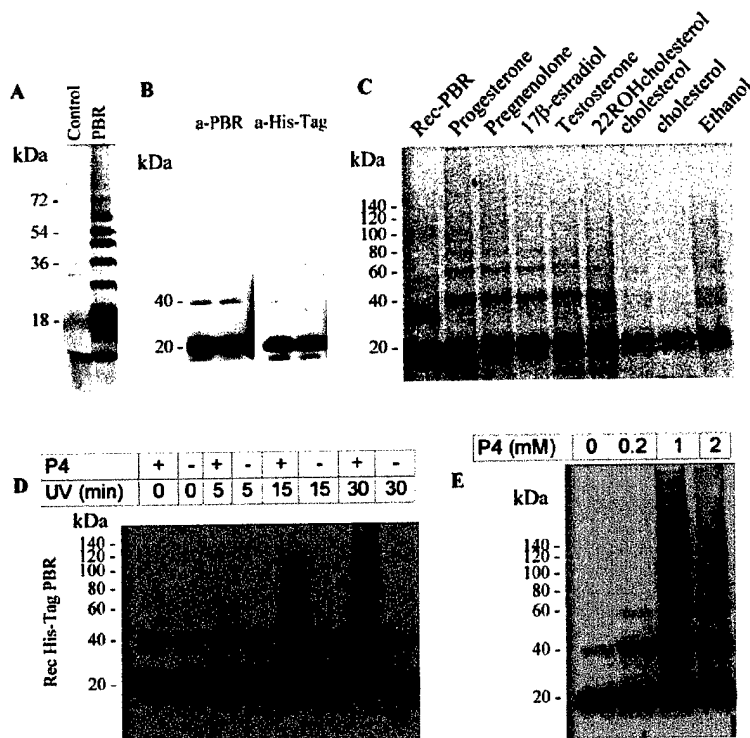 A
Control
PBR
kDa
72 -
54 -
36 -
18 -
B
a-PBR a-His-Tag
kDa
40 -
20 -
C
Rec-PBR
Progesterone
Pregnenolone
17β-estradiol
Testosterone
22ROHcholesterol
cholesterol
cholesterol
Ethanol
kDa
140 -
120 -
100 -
80 -
60 -
40 -
20 -
D
P4 + - + - + - + -
UV (min) 0 0 5 5 15 15 30 30
kDa
Rec His-Tag PBR
140 -
120 -
100 -
80 -
60 -
40 -
20 -
E
P4 (mM) 0 0.2 1 2
kDa
140 -
120 -
100 -
80 -
60 -
40 -
20 -